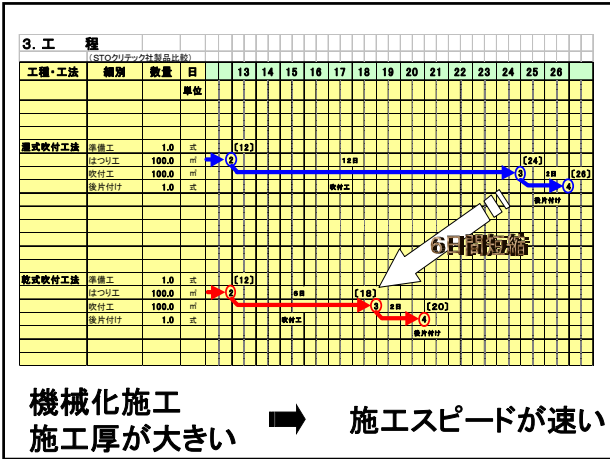 3. 工　　程
(STOクリテック社製品比較)
工種・工法 細別 数量 日 13 14 15 16 17 18 19 20 21 22 23 24 25 26
単位
湿式吹付工法 準備工 1.0 式 [12]
はつり工 100.0 ㎡ ② 12日 [24]
吹付工 100.0 ㎡ ③ 2日 [26]
後片付け 1.0 式 吹付工 ④
後片付け
6日間短縮
乾式吹付工法 準備工 1.0 式 [12]
はつり工 100.0 ㎡ ② 6日 [18]
吹付工 100.0 ㎡ ③ 2日 [20]
後片付け 1.0 式 吹付工 ④
後片付け
機械化施工
施工厚が大きい ➡ 施工スピードが速い